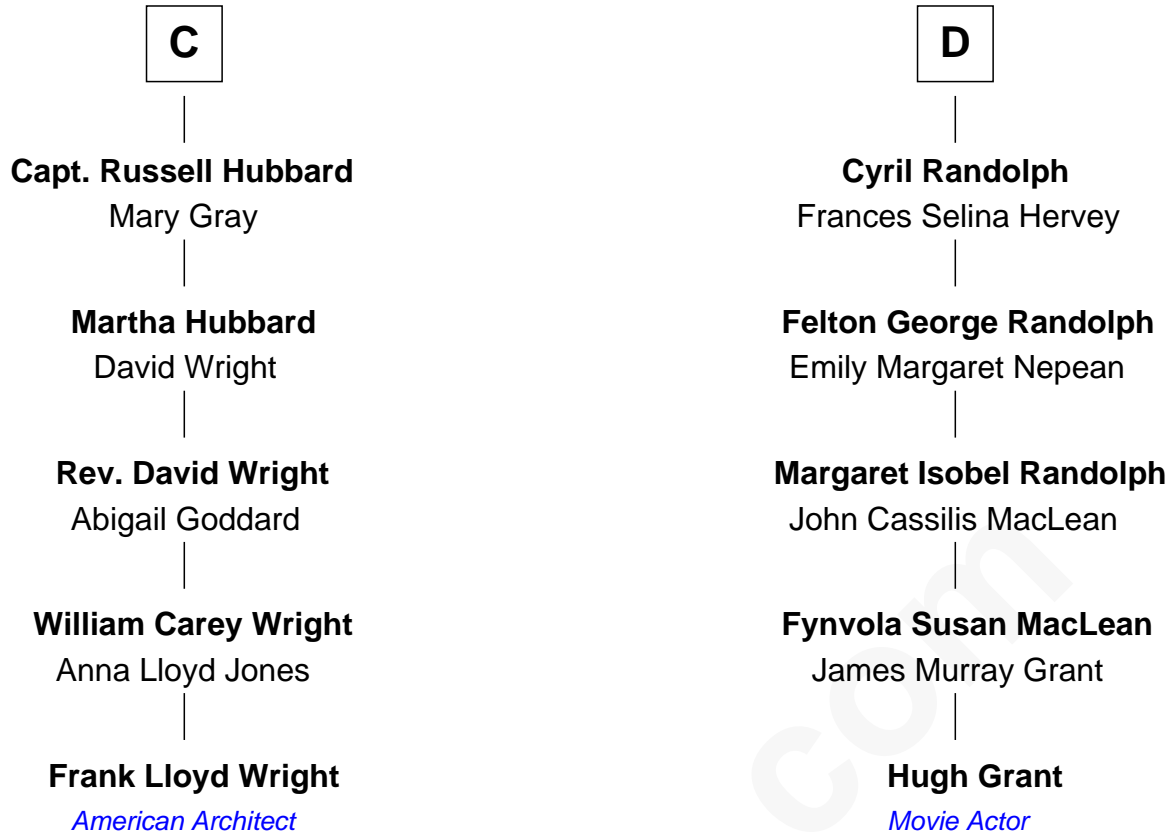 C
Capt. Russell Hubbard
Mary Gray
Martha Hubbard
David Wright
Rev. David Wright
Abigail Goddard
William Carey Wright
Anna Lloyd Jones
Frank Lloyd Wright
American Architect
D
Cyril Randolph
Frances Selina Hervey
Felton George Randolph
Emily Margaret Nepean
Margaret Isobel Randolph
John Cassilis MacLean
Fynvola Susan MacLean
James Murray Grant
Hugh Grant
Movie Actor
com